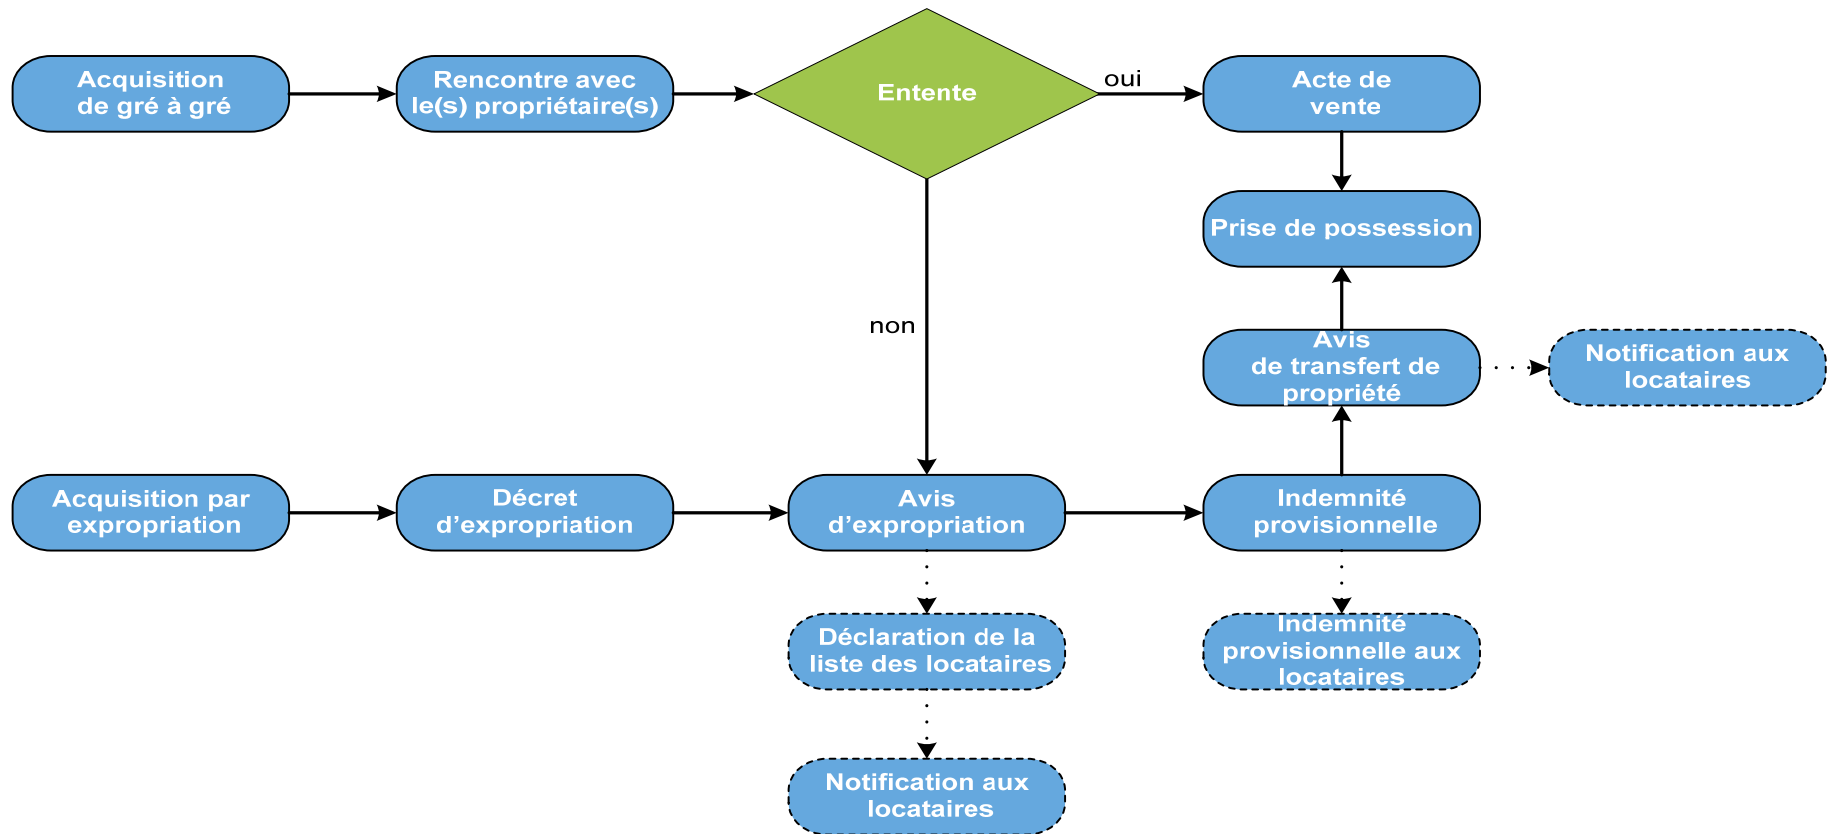 Acquisition
de gré à gré
Rencontre avec
le(s) propriétaire(s)
Entente
oui
Acte de
vente
Prise de possession
non
Avis
de transfert de
propriété
Notification aux
locataires
Acquisition par
expropriation
Décret
d’expropriation
Avis
d’expropriation
Indemnité
provisionnelle
Déclaration de la
liste des locataires
Indemnité
provisionnelle aux
locataires
Notification aux
locataires